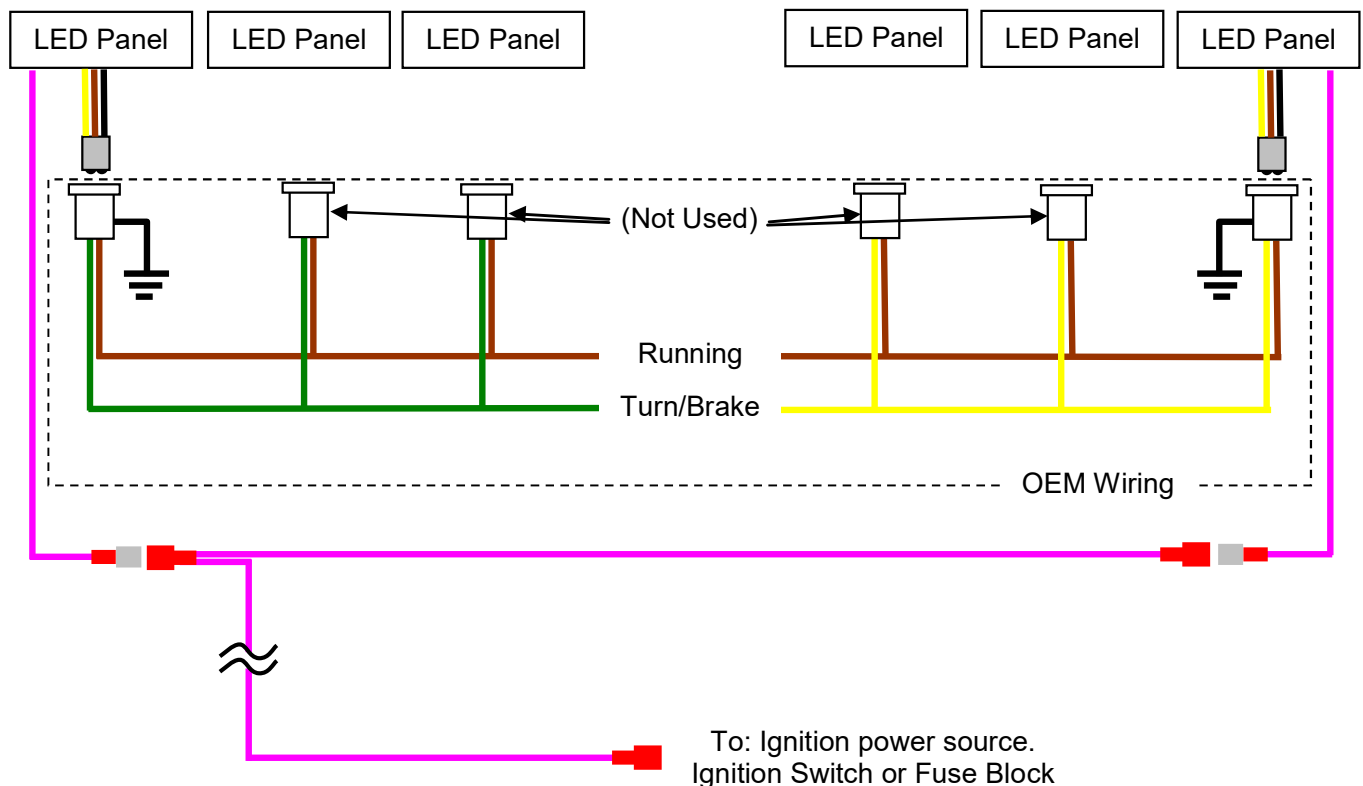 LED Panel
LED Panel
LED Panel
LED Panel
LED Panel
LED Panel
(Not Used)
Running
Turn/Brake
OEM Wiring
To: Ignition power source.
Ignition Switch or Fuse Block